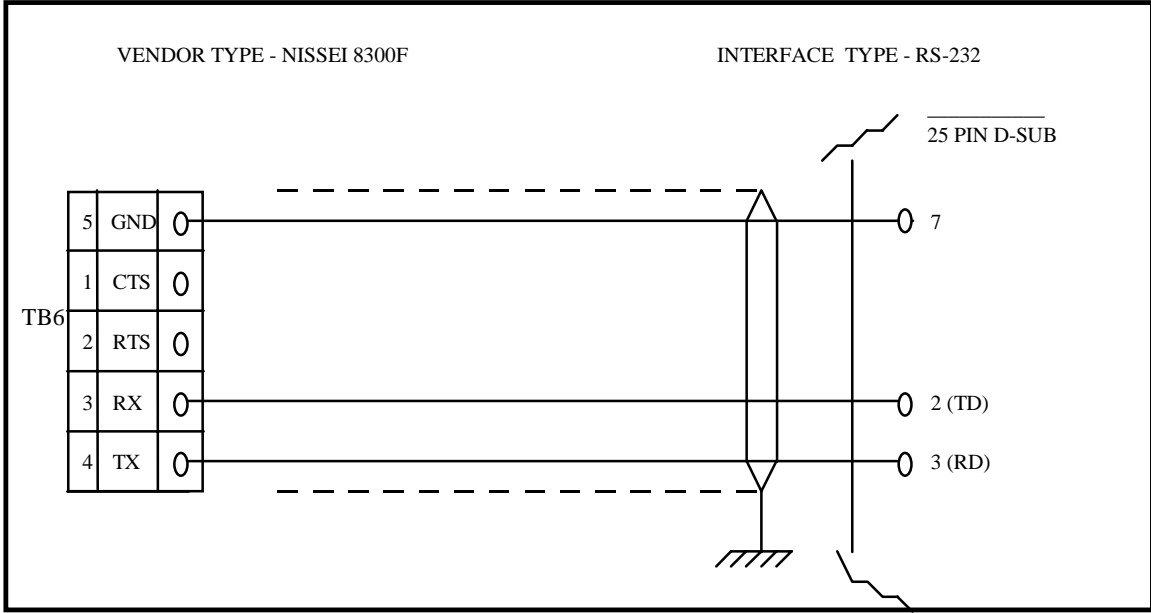 VENDOR TYPE - NISSEI 8300F
INTERFACE TYPE - RS-232
25 PIN D-SUB
5 GND
7
1 CTS
TB6
2 RTS
3 RX
2 (TD)
4 TX
3 (RD)